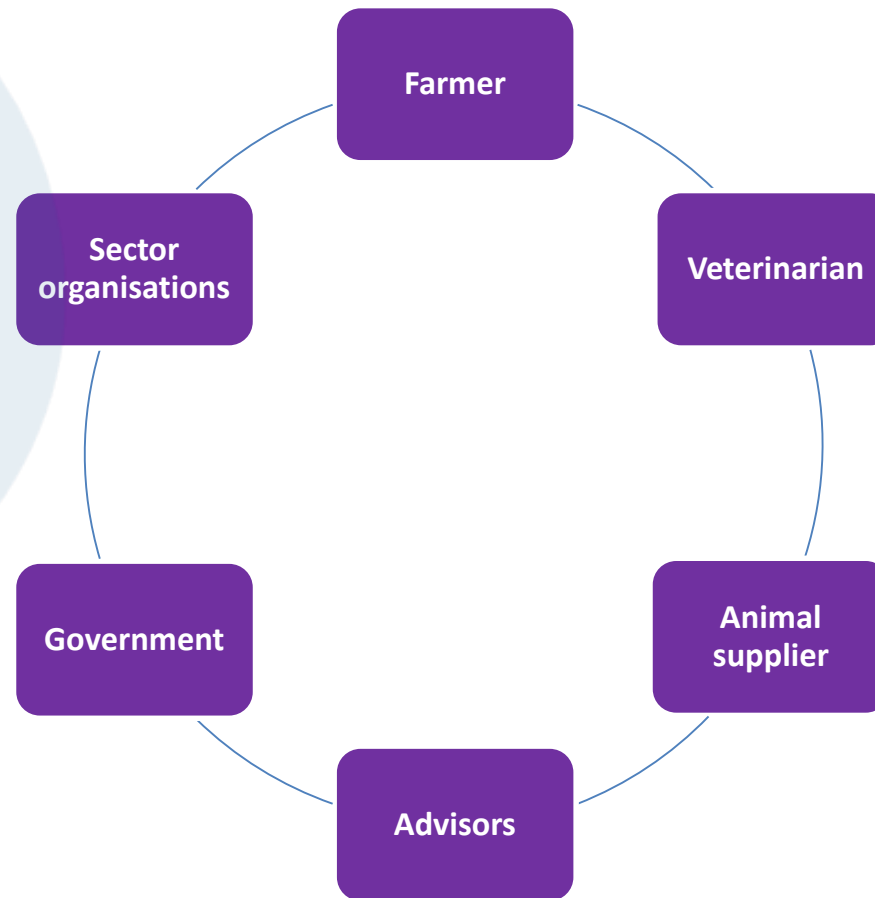 Farmer
Veterinarian
Animal
supplier
Advisors
Government
Sector
organisations